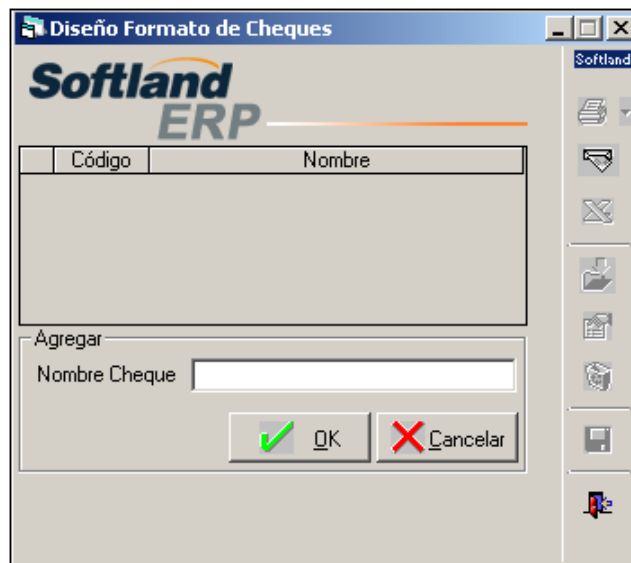 Diseño Formato de Cheques
Softland
Softland
ERP
Código Nombre
Agregar
Nombre Cheque
OK Cancelar